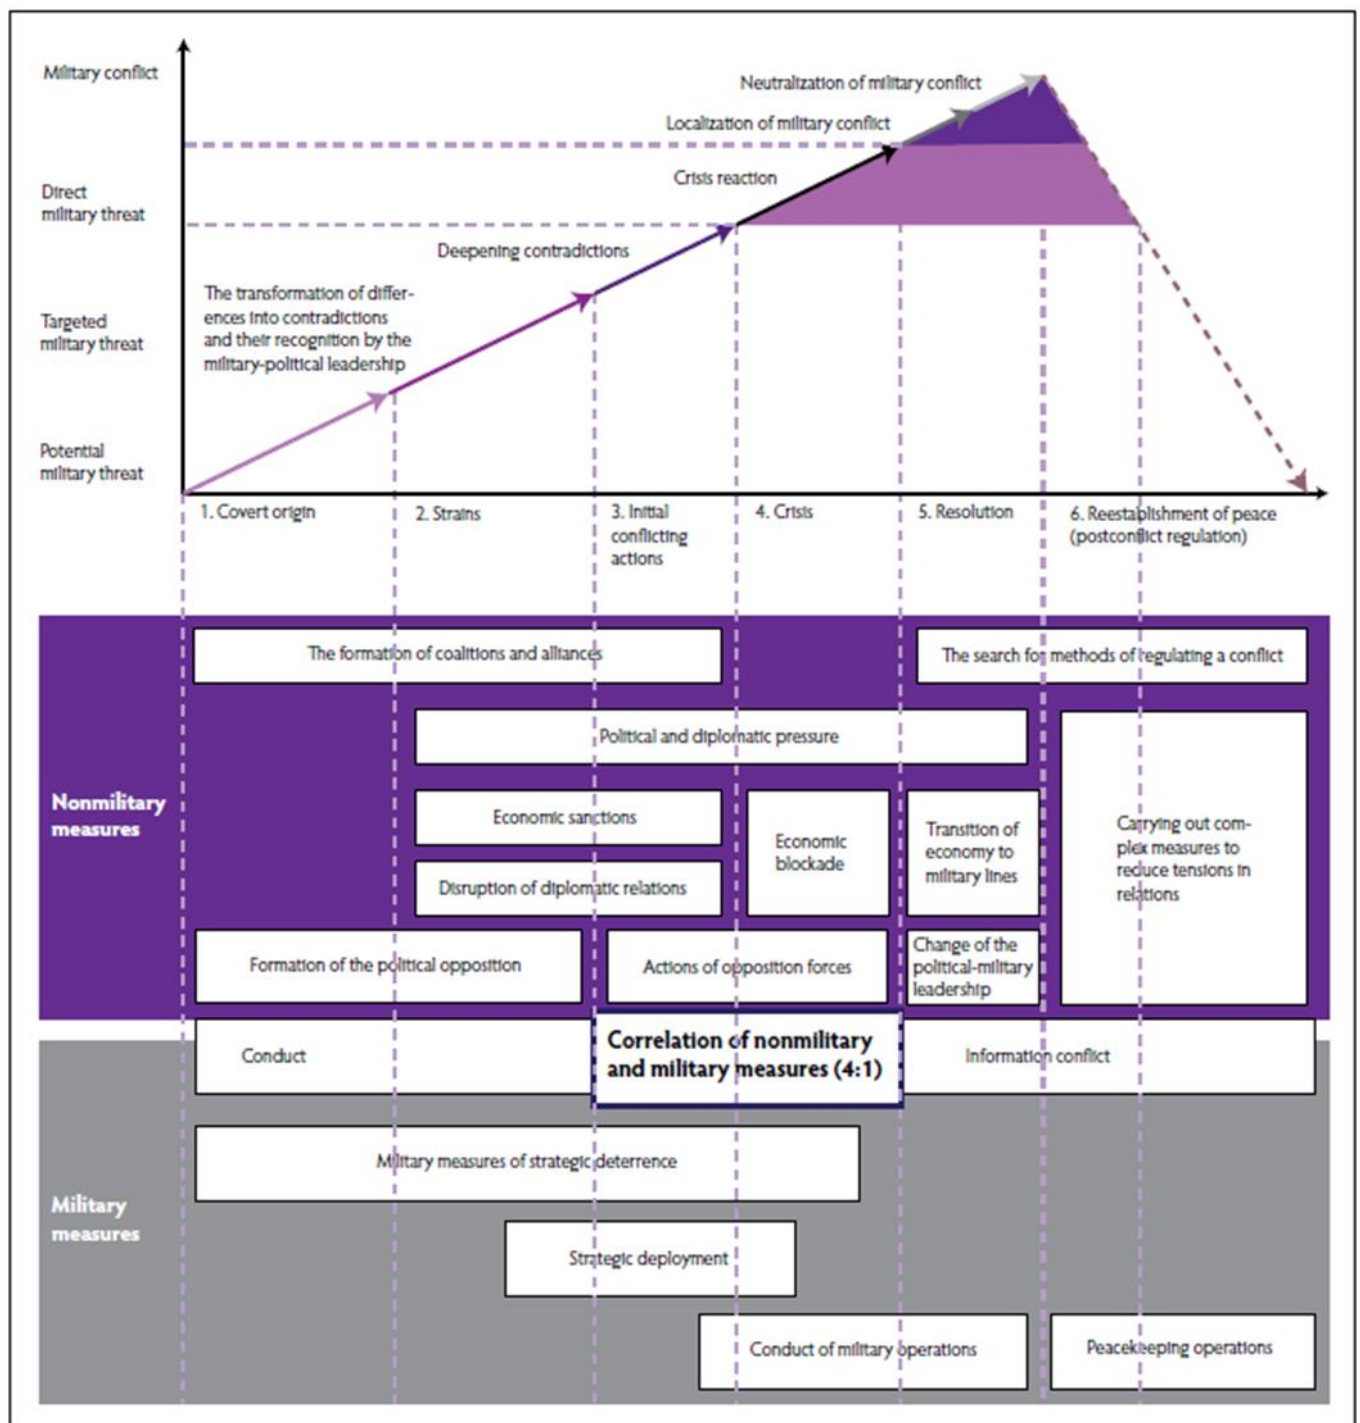 Military conflict
Neutralization of military conflict
Localization of military conflict
Crisis reaction
Direct
military threat
Deepening contradictions
The transformation of differ-
ences into contradictions
and their recognition by the
military-political leadership
Targeted
military threat
Potential
military threat
1. Covert origin
2. Strains
3. Initial
conflicting
actions
4. Crisis
5. Resolution
6. Reestablishment of peace
(postconflict regulation)
Nonmilitary
measures
The formation of coalitions and alliances
The search for methods of regulating a conflict
Political and diplomatic pressure
Economic sanctions
Disruption of diplomatic relations
Economic
blockade
Transition of
economy to
military lines
Carrying out com-
plex measures to
reduce tensions in
relations
Formation of the political opposition
Actions of opposition forces
Change of the
political-military
leadership
Conduct
Correlation of nonmilitary
and military measures (4:1)
Information conflict
Military
measures
Military measures of strategic deterrence
Strategic deployment
Conduct of military operations
Peacekeeping operations